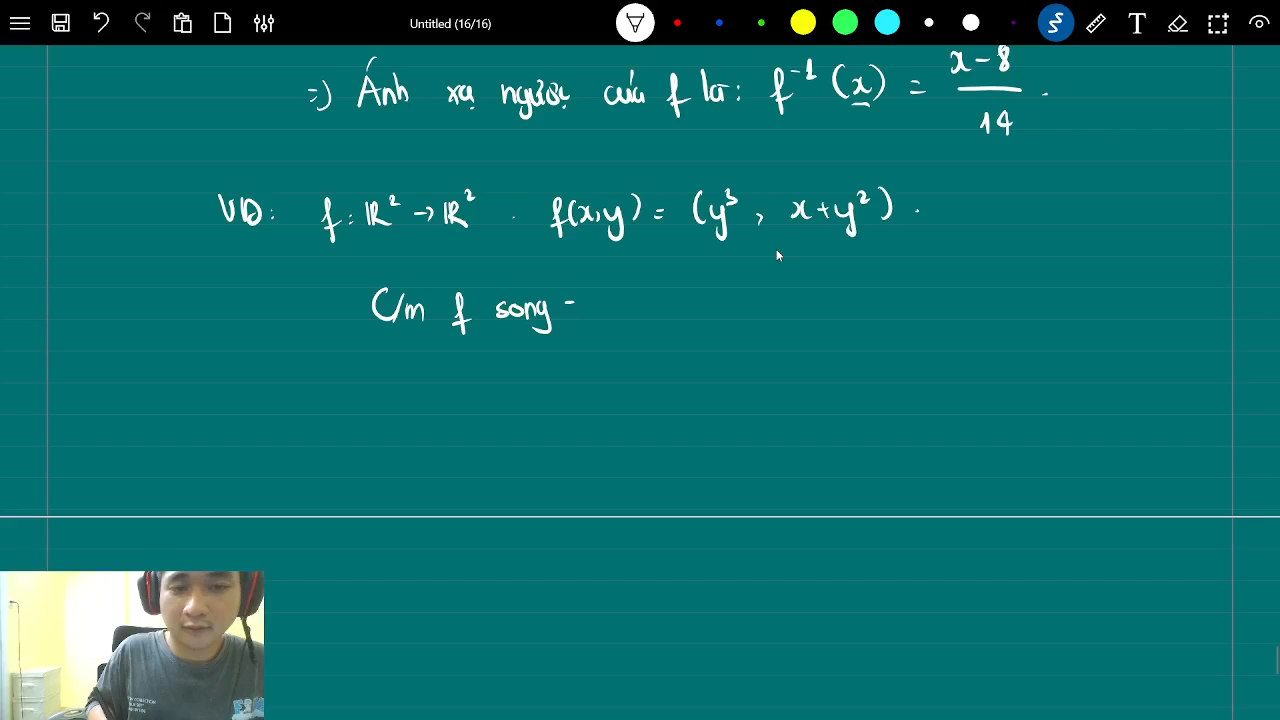 Untitled (16/16)
=) Ánh xạ ngược của f là: f⁻¹(x) = (x-8)/14.
VD: f: ℝ² → ℝ². f(x,y) = (y³, x+y²).
C/m f song -